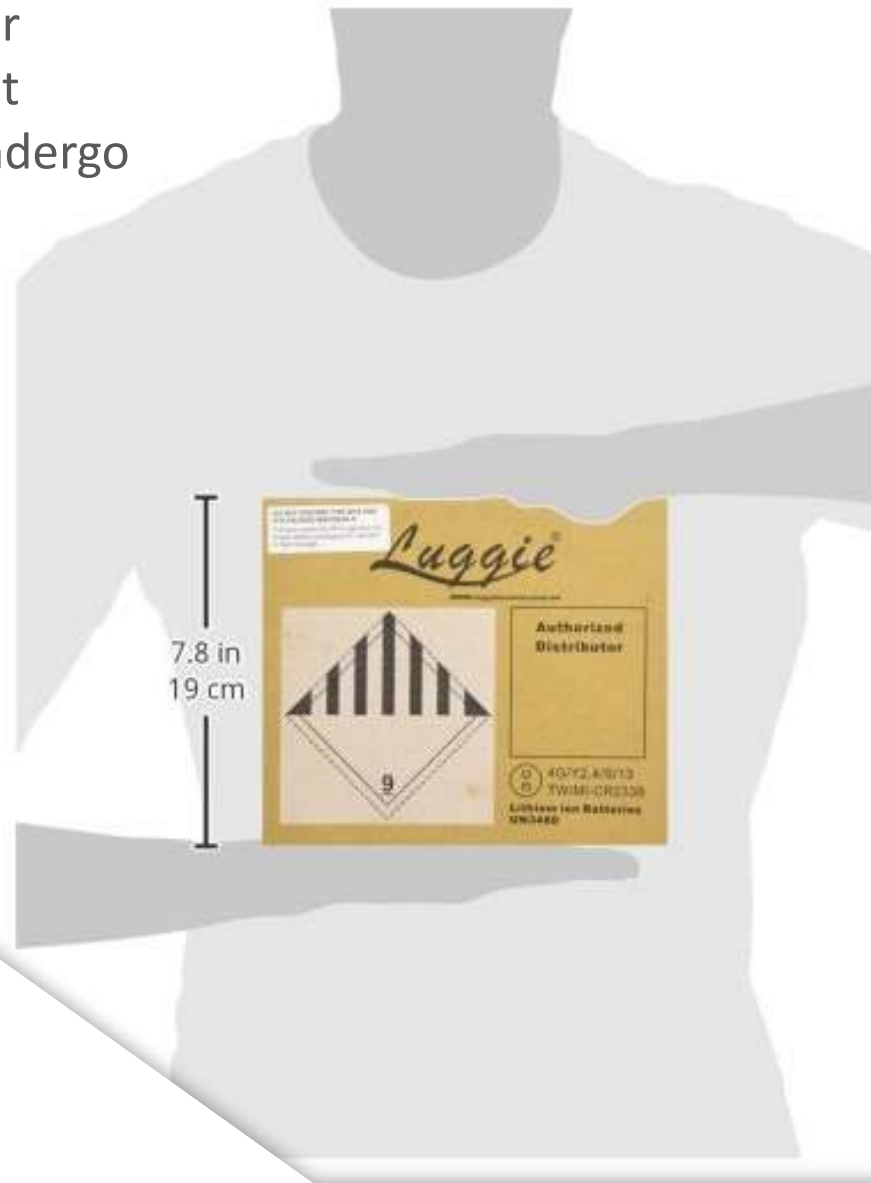 r
t
ndergo
Luggie®
Authorized
Distributor
7.8 in
19 cm
9
U
n
4G/Y2.4/S/13
TW/MI-CR2338
Lithium Ion Batteries
UN3480